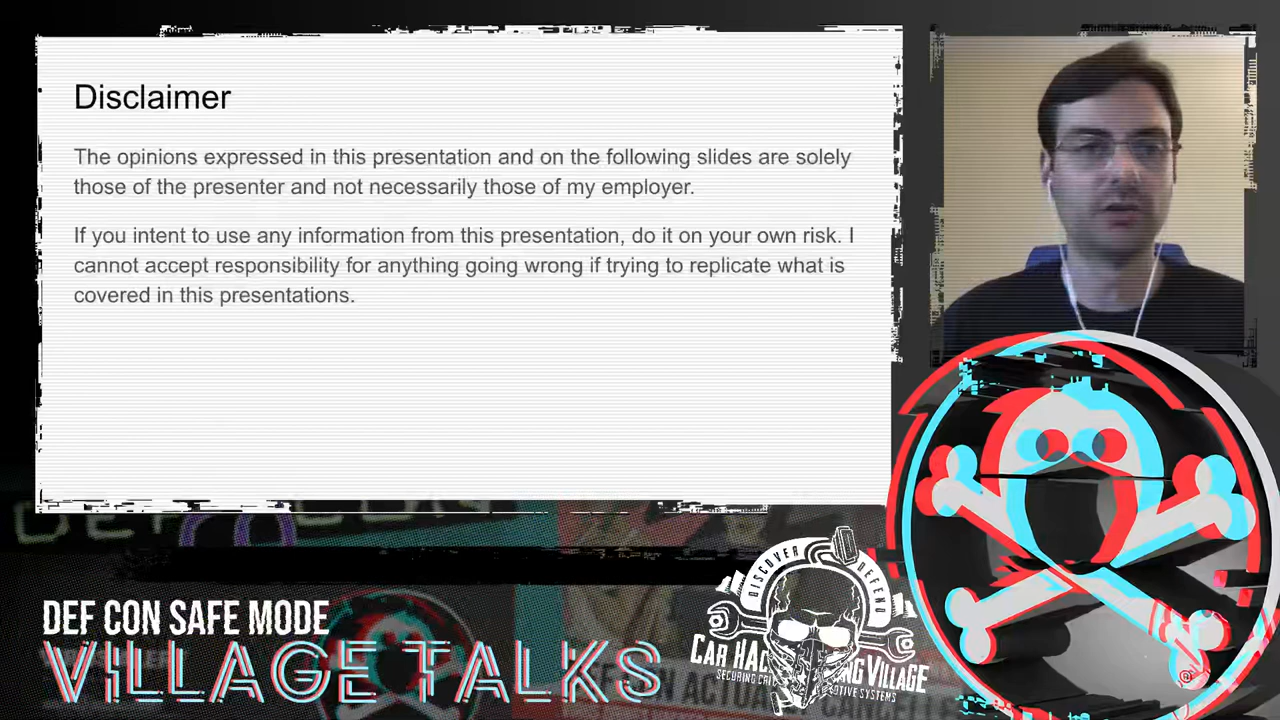 Disclaimer
The opinions expressed in this presentation and on the following slides are solely
those of the presenter and not necessarily those of my employer.
If you intent to use any information from this presentation, do it on your own risk. I
cannot accept responsibility for anything going wrong if trying to replicate what is
covered in this presentations.
DEF CON SAFE MODE
VILLAGE TALKS
DISCOVER DEFEND
VILLAGE